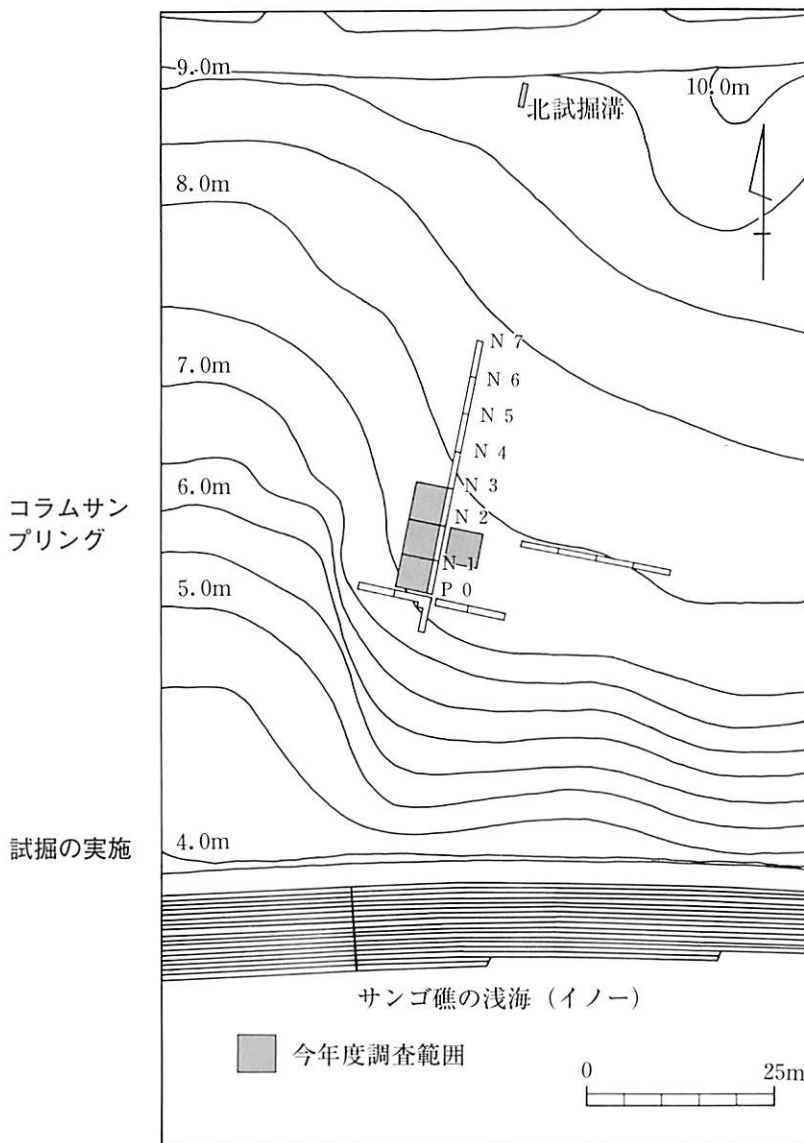 9.0m
10.0m
北試掘溝
8.0m
N 7
7.0m
N 6
N 5
N 4
コラムサン
プリング
6.0m
N 3
N 2
5.0m
N-1
P 0
試掘の実施
4.0m
サンゴ礁の浅海（イノー）
今年度調査範囲
0
25m